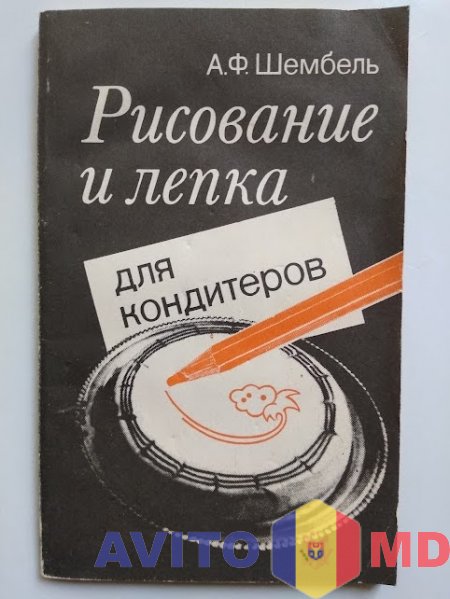 А.Ф. Шембель
Рисование
и лепка
для
кондитеров
AVITO MD